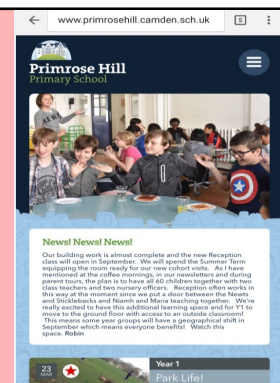 www.primrosehill.camden.sch.uk
5
Primrose Hill
Primary School
News! News! News!
Our building work is almost complete and the new Reception
class will open in September. We will spend the Summer Term
equipping the room ready for our new cohort visits. As I have
mentioned at the coffee mornings, in our newsletters and during
parent tours, the plan is to have all 60 children together with two
class teachers and two nursery officers. Reception often works in
this way at the moment since we put a door between the Newts
and Sticklebacks and Niamh and Maria teaching together. We're
really excited to have this additional learning space and for Y1 to
move to the ground floor with access to an outside classroom!
This means some year groups will have a geographical shift in
September which means everyone benefits! Watch this
space. Robin
23
MAR
Year 1
Park Life!